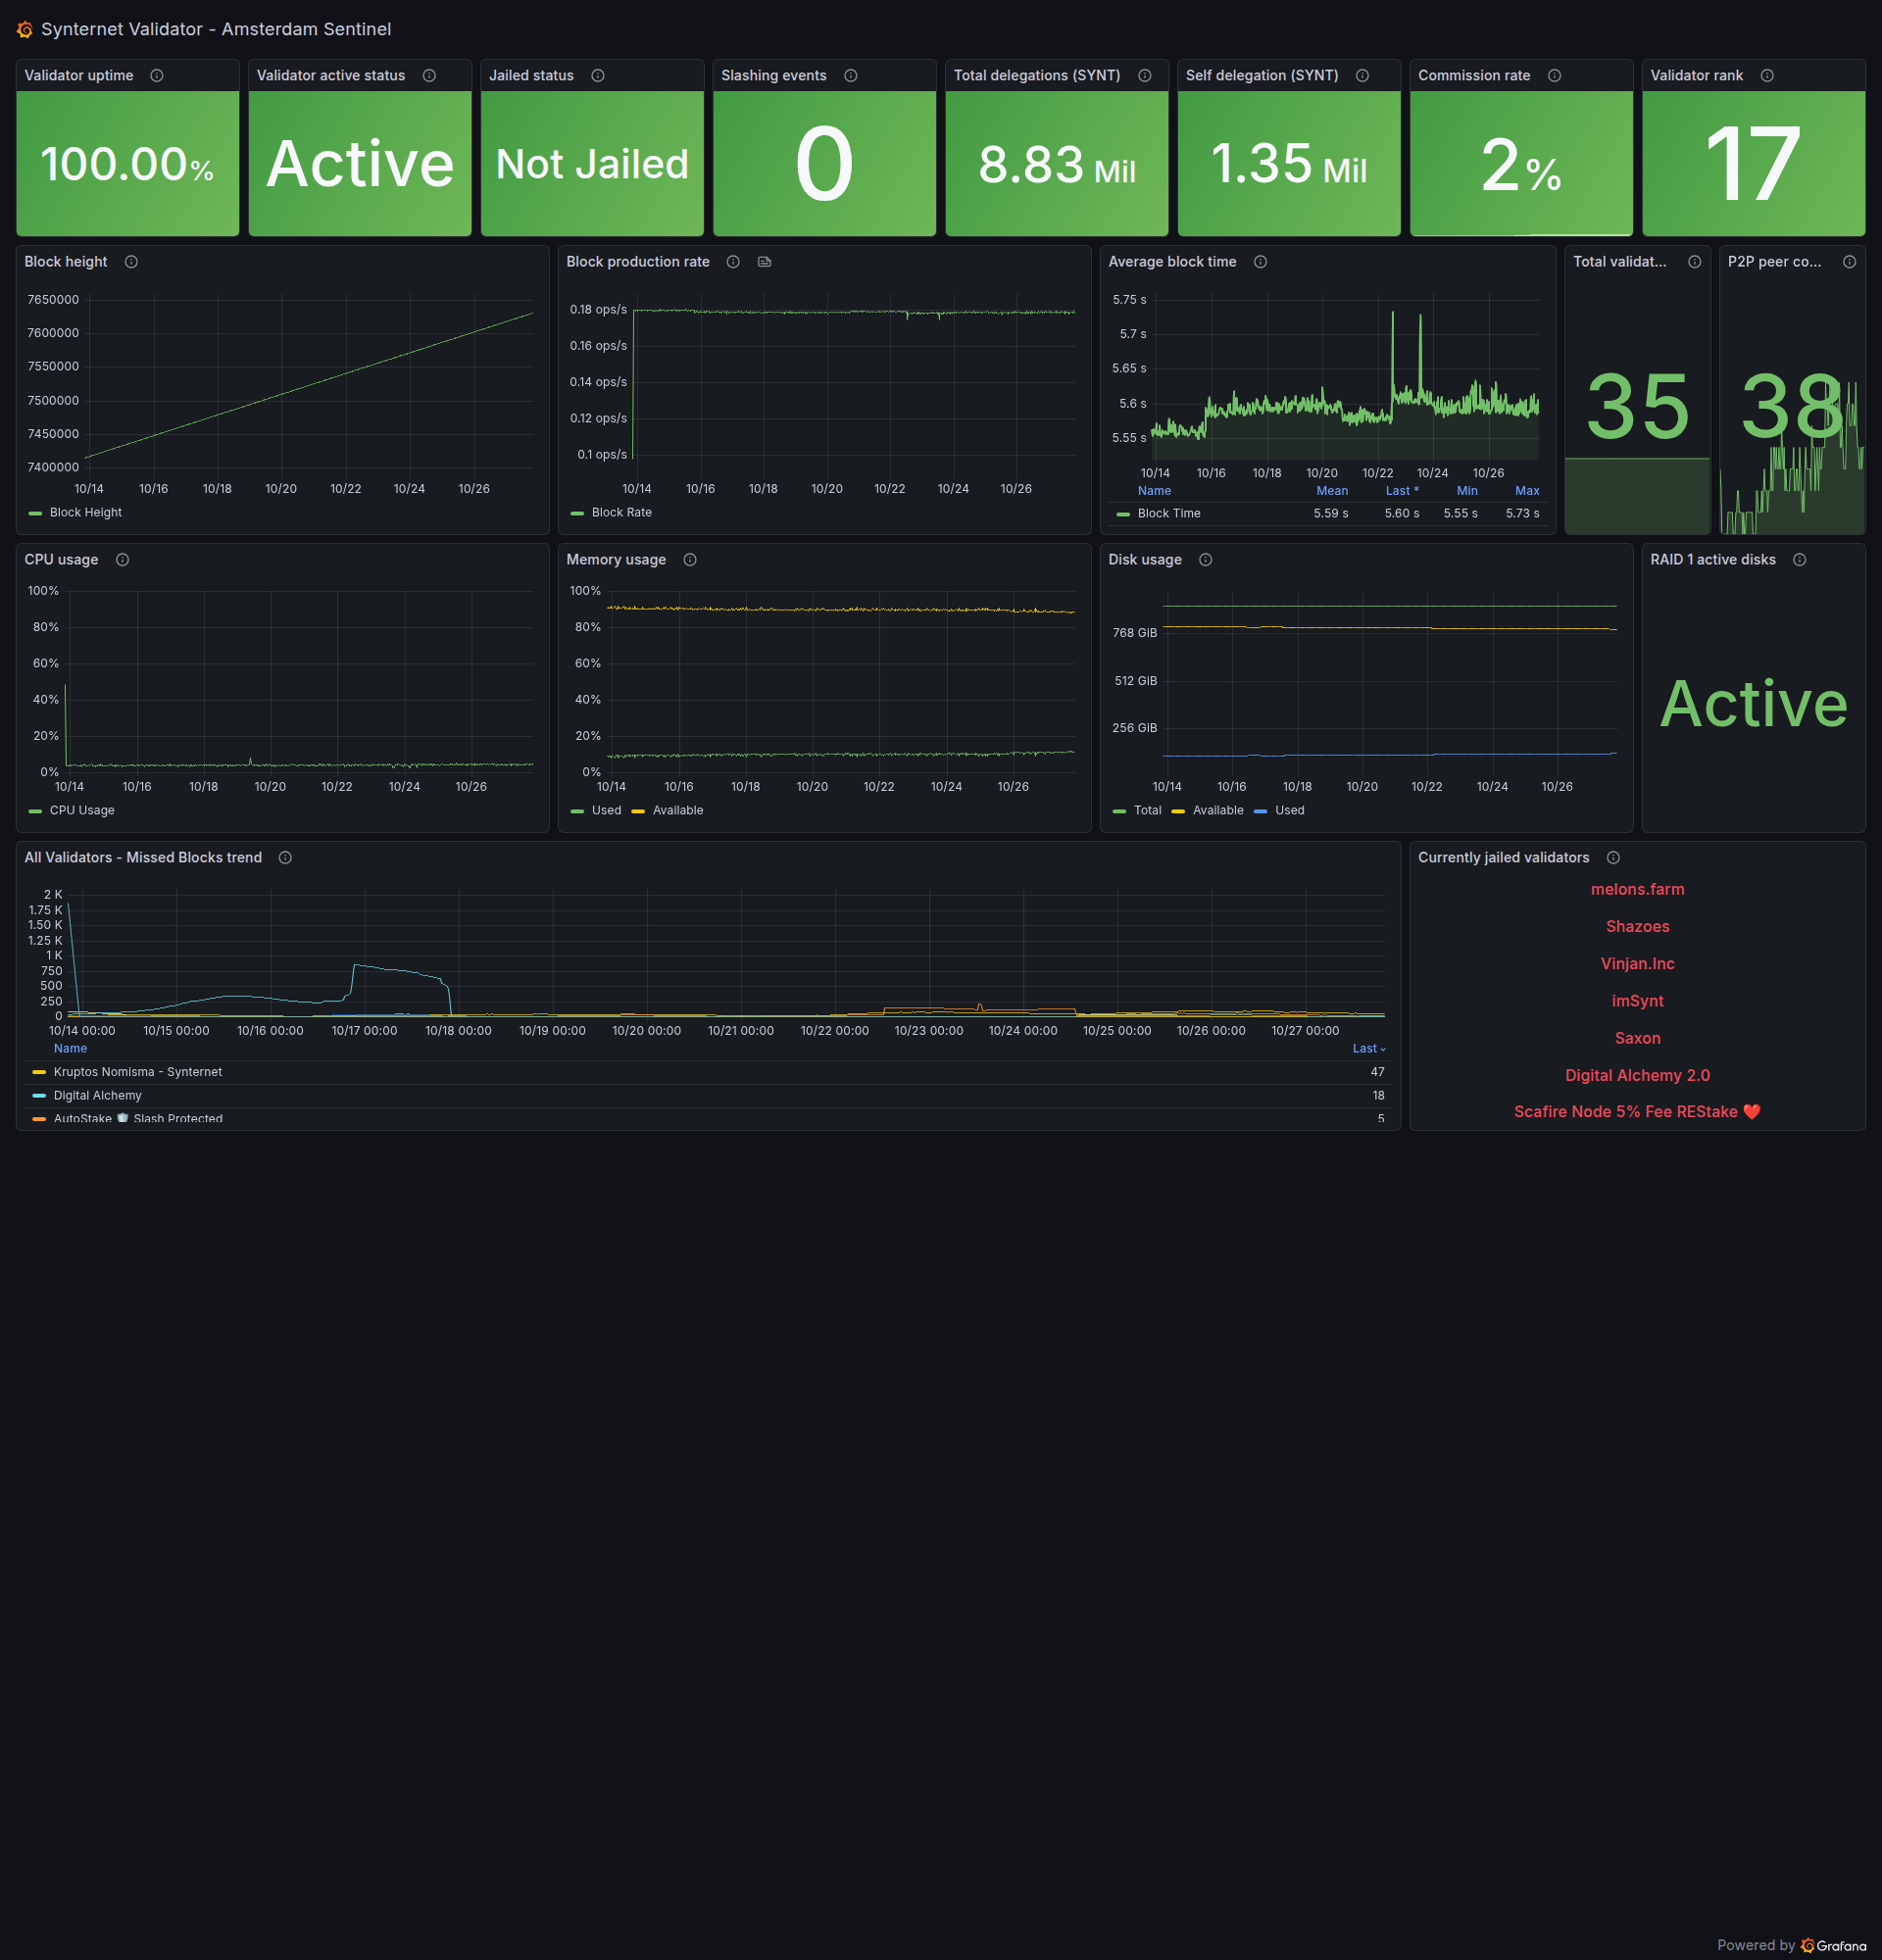 Synternet Validator - Amsterdam Sentinel
Validator uptime
100.00%
Validator active status
Active
Jailed status
Not Jailed
Slashing events
0
Total delegations (SYNT)
8.83 Mil
Self delegation (SYNT)
1.35 Mil
Commission rate
2%
Validator rank
17
Block height
7650000
7600000
7550000
7500000
7450000
7400000
10/14 10/16 10/18 10/20 10/22 10/24 10/26
Block Height
Block production rate
0.18 ops/s
0.16 ops/s
0.14 ops/s
0.12 ops/s
0.1 ops/s
10/14 10/16 10/18 10/20 10/22 10/24 10/26
Block Rate
Average block time
5.75 s
5.7 s
5.65 s
5.6 s
5.55 s
10/14 10/16 10/18 10/20 10/22 10/24 10/26
Name Mean Last * Min Max
Block TIme 5.59 s 5.60 s 5.55 s 5.73 s
Total validat...
35
P2P peer co...
38
CPU usage
100%
80%
60%
40%
20%
0%
10/14 10/16 10/18 10/20 10/22 10/24 10/26
CPU Usage
Memory usage
100%
80%
60%
40%
20%
0%
10/14 10/16 10/18 10/20 10/22 10/24 10/26
Used Available
Disk usage
768 GiB
512 GiB
256 GiB
10/14 10/16 10/18 10/20 10/22 10/24 10/26
Total Available Used
RAID 1 active disks
Active
All Validators - Missed Blocks trend
2 K
1.75 K
1.50 K
1.25 K
1 K
750
500
250
0
10/14 00:00 10/15 00:00 10/16 00:00 10/17 00:00 10/18 00:00 10/19 00:00 10/20 00:00 10/21 00:00 10/22 00:00 10/23 00:00 10/24 00:00 10/25 00:00 10/26 00:00 10/27 00:00
Name Last
Kruptos Nomisma - Synternet 47
Digital Alchemy 18
AutoStake 🛡️ Slash Protected 5
Currently jailed validators
melons.farm
Shazoes
Vinjan.Inc
imSynt
Saxon
Digital Alchemy 2.0
Scafire Node 5% Fee REStake ❤️
Powered by Grafana